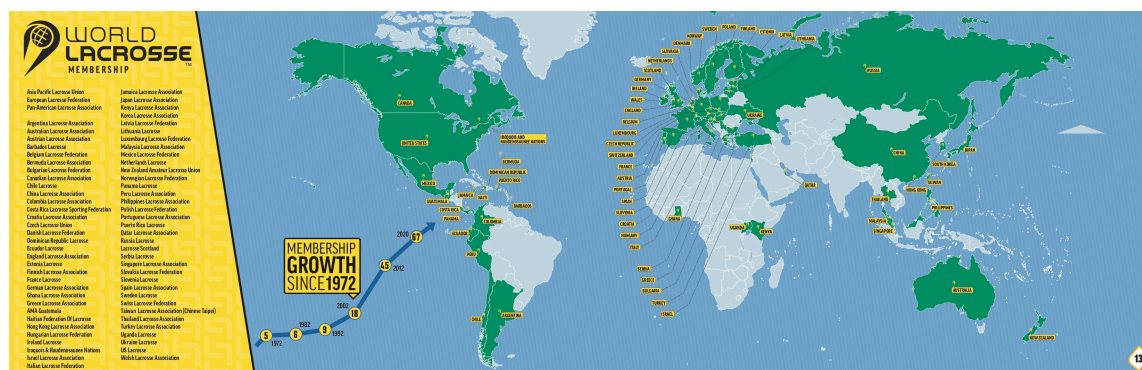 WORLD
LACROSSE™
MEMBERSHIP
Asia Pacific Lacrosse Union
European Lacrosse Federation
Pan-American Lacrosse Association
Argentina Lacrosse Association
Australian Lacrosse Association
Austrian Lacrosse Association
Barbados Lacrosse
Belgium Lacrosse Federation
Bermuda Lacrosse Association
Bulgarian Lacrosse Federation
Canadian Lacrosse Association
Chile Lacrosse
China Lacrosse Association
Colombia Lacrosse Association
Costa Rica Lacrosse Sporting Federation
Croatia Lacrosse Association
Czech Lacrosse Union
Danish Lacrosse Federation
Dominican Republic Lacrosse
Ecuador Lacrosse
England Lacrosse Association
Estonia Lacrosse
Finnish Lacrosse Association
France Lacrosse
German Lacrosse Association
Ghana Lacrosse Association
Greece Lacrosse Association
AMA Guatemala
Haitian Federation Of Lacrosse
Hong Kong Lacrosse Association
Hungarian Lacrosse Federation
Ireland Lacrosse
Iroquois & Haudenosaunee Nations
Israel Lacrosse Association
Italian Lacrosse Federation
Jamaica Lacrosse Association
Japan Lacrosse Association
Kenya Lacrosse Association
Korea Lacrosse Association
Latvia Lacrosse Federation
Lithuania Lacrosse
Luxembourg Lacrosse Federation
Malaysia Lacrosse Association
Mexico Lacrosse Federation
Netherlands Lacrosse
New Zealand Amateur Lacrosse Union
Norwegian Lacrosse Federation
Panama Lacrosse
Peru Lacrosse Association
Philippines Lacrosse Association
Polish Lacrosse Federation
Portuguese Lacrosse Association
Puerto Rico Lacrosse
Qatar Lacrosse Association
Russia Lacrosse
Lacrosse Scotland
Serbia Lacrosse
Singapore Lacrosse Association
Slovakia Lacrosse Federation
Slovenia Lacrosse
Spain Lacrosse Association
Sweden Lacrosse
Swiss Lacrosse Federation
Taiwan Lacrosse Association (Chinese Taipei)
Thailand Lacrosse Association
Turkey Lacrosse Association
Uganda Lacrosse
Ukraine Lacrosse
US Lacrosse
Welsh Lacrosse Association
MEMBERSHIP
GROWTH
SINCE 1972
5
1972
6
1982
9
1992
18
2002
45
2012
67
2020
CANADA
UNITED STATES
MEXICO
IROQUOIS AND
HAUDENOSAUNEE NATIONS
BERMUDA
DOMINICAN REPUBLIC
PUERTO RICO
JAMAICA
HAITI
BARBADOS
GUATEMALA
COSTA RICA
PANAMA
COLOMBIA
ECUADOR
PERU
CHILE
ARGENTINA
SWEDEN
POLAND
FINLAND
ESTONIA
LATVIA
LITHUANIA
NORWAY
DENMARK
SLOVAKIA
NETHERLANDS
SCOTLAND
GERMANY
IRELAND
WALES
ENGLAND
BELGIUM
LUXEMBOURG
CZECH REPUBLIC
SWITZERLAND
FRANCE
AUSTRIA
PORTUGAL
SPAIN
SLOVENIA
CROATIA
HUNGARY
ITALY
SERBIA
GREECE
BULGARIA
TURKEY
ISRAEL
UKRAINE
RUSSIA
GHANA
UGANDA
KENYA
QATAR
CHINA
JAPAN
SOUTH KOREA
TAIWAN
HONG KONG
THAILAND
PHILIPPINES
MALAYSIA
SINGAPORE
AUSTRALIA
NEW ZEALAND
13